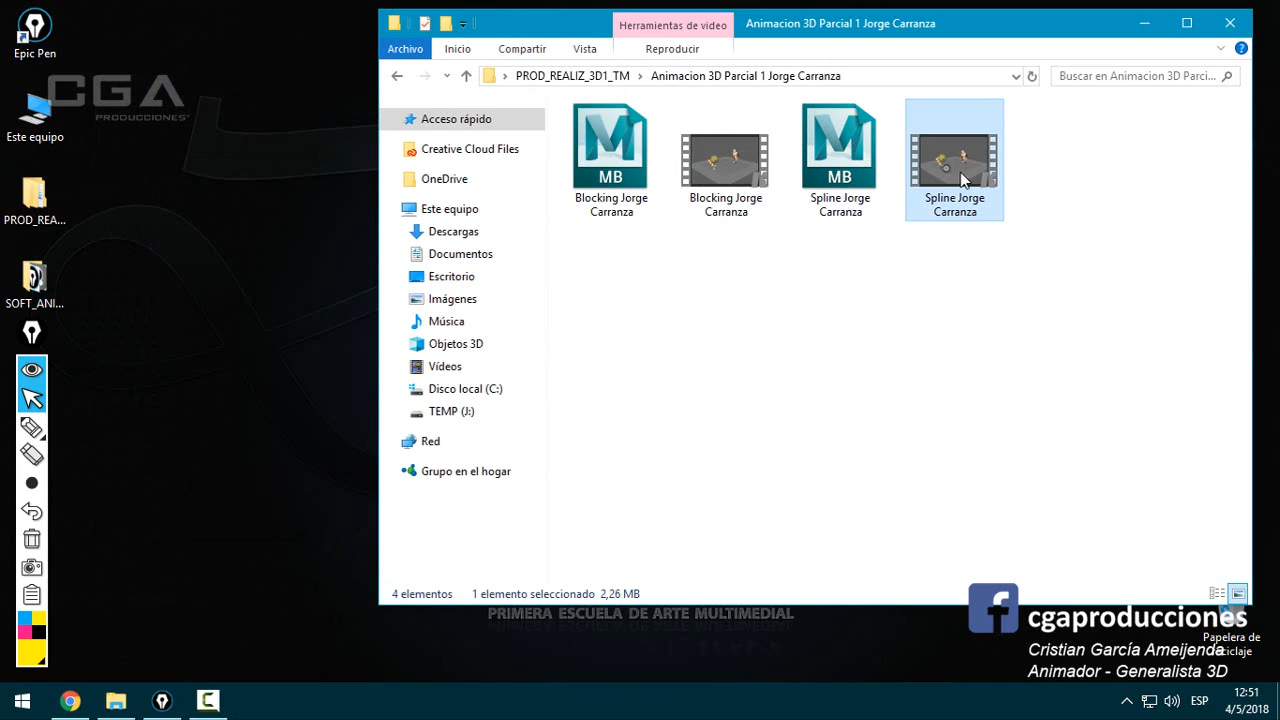 Epic Pen
CGA
PRODUCCIONES
Este equipo
PROD_REA...
SOFT_ANI...
Herramientas de video
Animacion 3D Parcial 1 Jorge Carranza
Archivo
Inicio
Compartir
Vista
Reproducir
PROD_REALIZ_3D1_TM
Animacion 3D Parcial 1 Jorge Carranza
Buscar en Animacion 3D Parci...
Acceso rápido
Creative Cloud Files
OneDrive
Este equipo
Descargas
Documentos
Escritorio
Imágenes
Música
Objetos 3D
Vídeos
Disco local (C:)
TEMP (J:)
Red
Grupo en el hogar
MB
Blocking Jorge
Carranza
Blocking Jorge
Carranza
MB
Spline Jorge
Carranza
Spline Jorge
Carranza
4 elementos
1 elemento seleccionado 2,26 MB
PRIMERA ESCUELA DE ARTE MULTIMEDIAL
cgaproducciones
Cristian García Ameijenda
Animador - Generalista 3D
Papelera de
reciclaje
ESP
12:51
4/5/2018